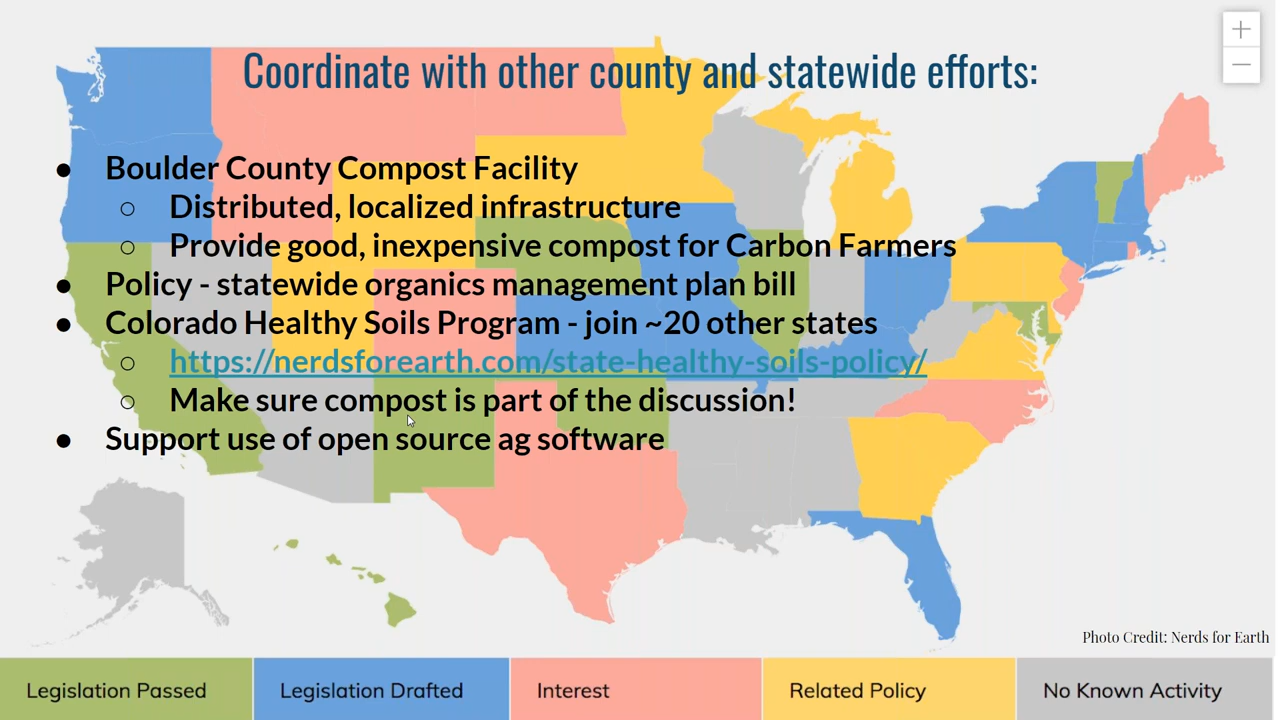 Coordinate with other county and statewide efforts:
● Boulder County Compost Facility
○ Distributed, localized infrastructure
○ Provide good, inexpensive compost for Carbon Farmers
● Policy - statewide organics management plan bill
● Colorado Healthy Soils Program - join ~20 other states
○ https://nerdsforearth.com/state-healthy-soils-policy/
○ Make sure compost is part of the discussion!
● Support use of open source ag software
Photo Credit: Nerds for Earth
Legislation Passed
Legislation Drafted
Interest
Related Policy
No Known Activity